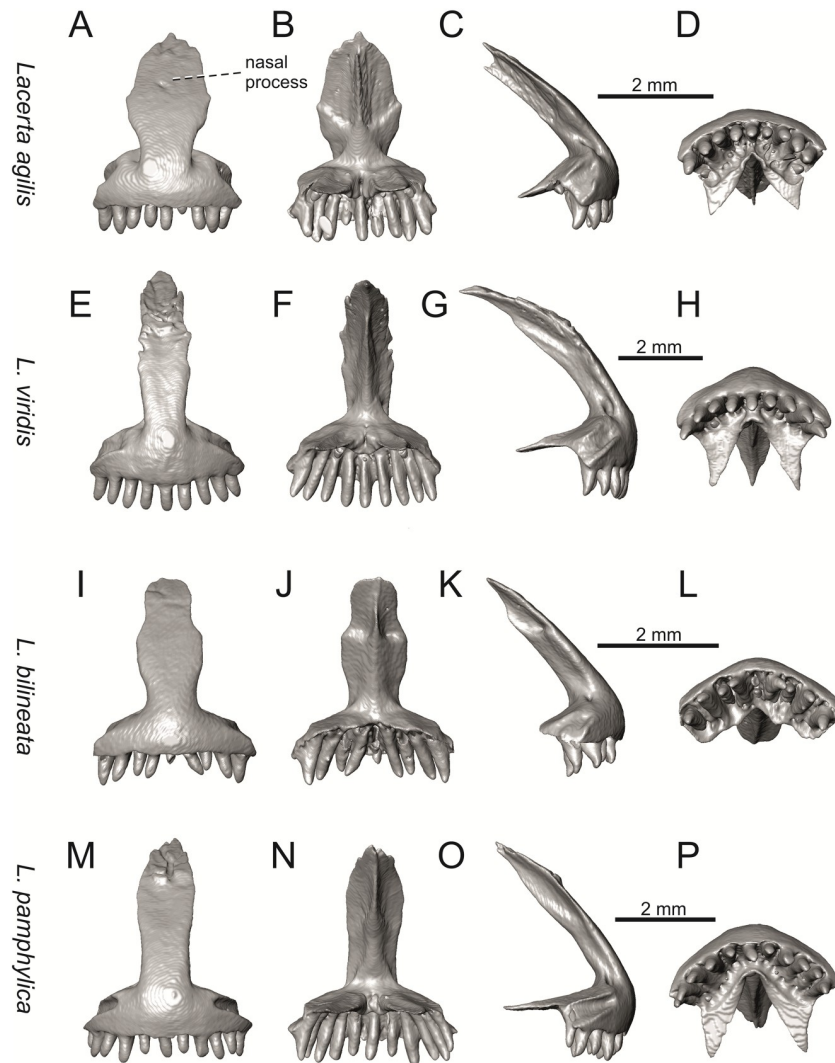 A B C D
Lacerta agilis
nasal
process
2 mm
E F G H
L. viridis
2 mm
I J K L
L. bilineata
2 mm
M N O P
L. pamphylica
2 mm